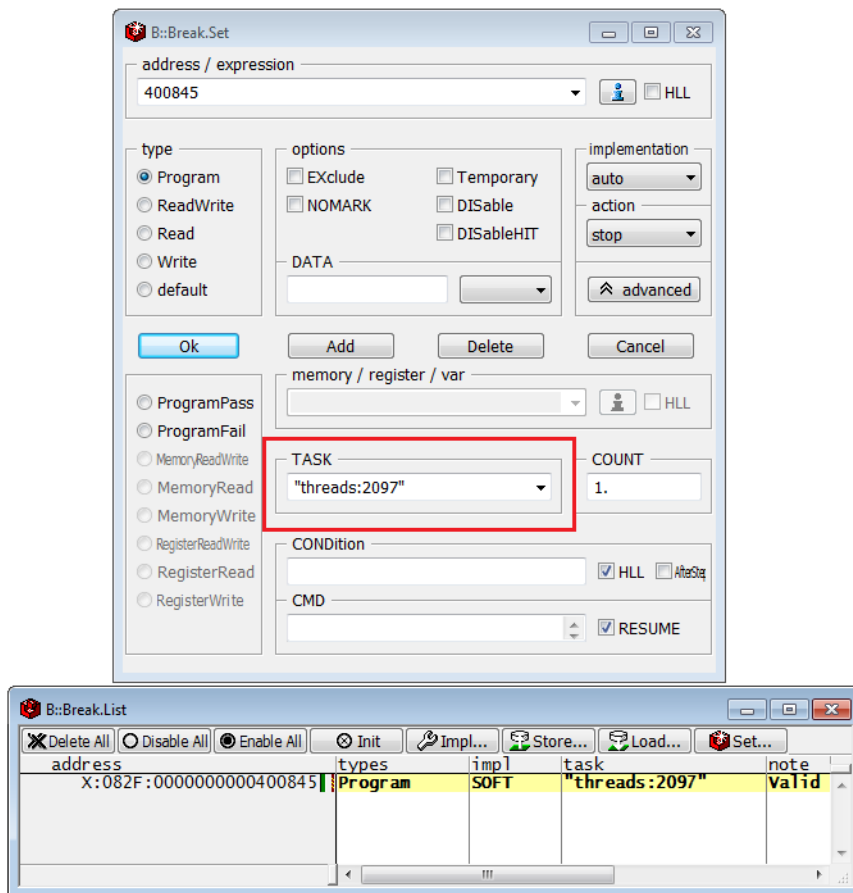 B::Break.Set
address / expression
400845
HLL
type
Program
ReadWrite
Read
Write
default
options
EXclude
Temporary
NOMARK
DISable
DISableHIT
DATA
implementation
auto
action
stop
advanced
Ok
Add
Delete
Cancel
ProgramPass
ProgramFail
MemoryReadWrite
MemoryRead
MemoryWrite
RegisterReadWrite
RegisterRead
RegisterWrite
memory / register / var
HLL
TASK
"threads:2097"
COUNT
1.
CONDition
HLL
AfterStep
CMD
RESUME
B::Break.List
Delete All Disable All Enable All Init Impl... Store... Load... Set...
address types impl task note
X:082F:0000000000400845 Program SOFT "threads:2097" Valid